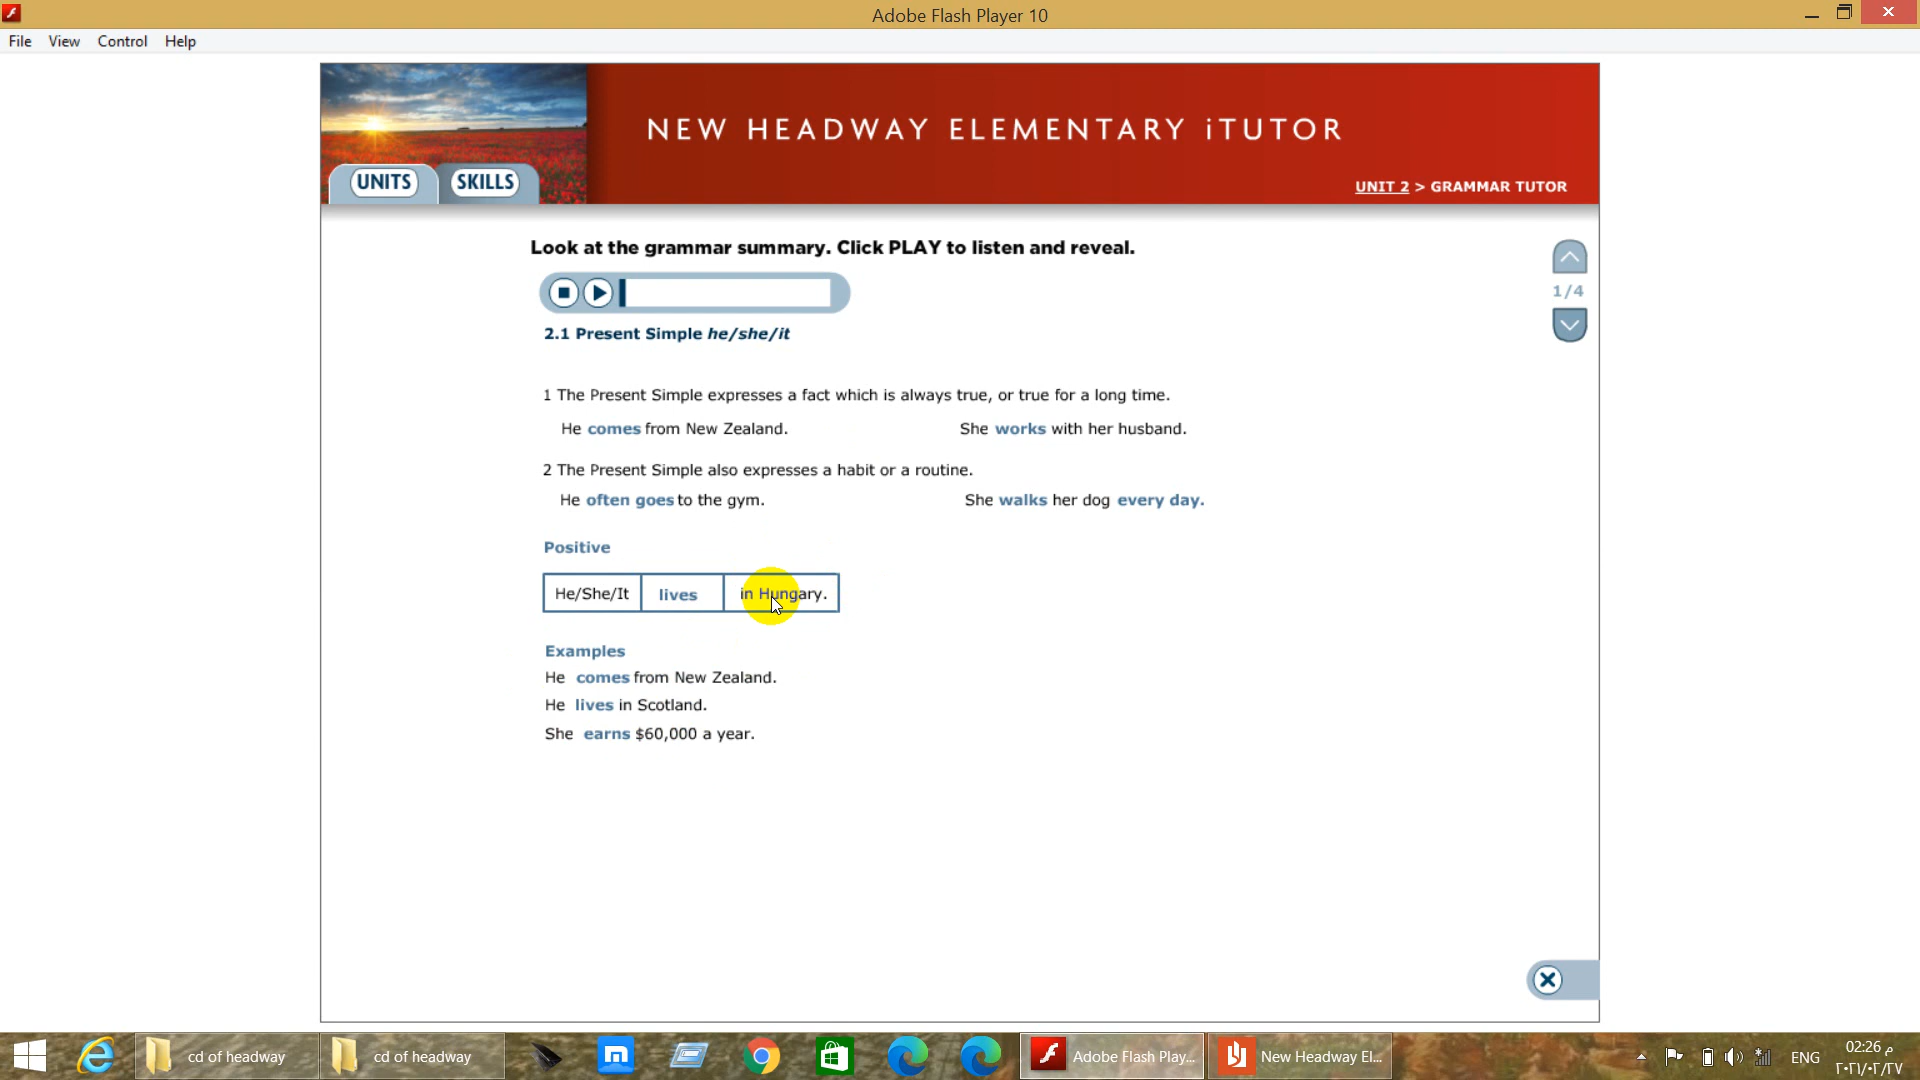 Adobe Flash Player 10
File View Control Help
NEW HEADWAY ELEMENTARY iTUTOR
UNITS SKILLS
UNIT 2 > GRAMMAR TUTOR
Look at the grammar summary. Click PLAY to listen and reveal.
1/4
2.1 Present Simple he/she/it
1 The Present Simple expresses a fact which is always true, or true for a long time.
He comes from New Zealand. She works with her husband.
2 The Present Simple also expresses a habit or a routine.
He often goes to the gym. She walks her dog every day.
Positive
He/She/It lives in Hungary.
Examples
He comes from New Zealand.
He lives in Scotland.
She earns $60,000 a year.
cd of headway cd of headway Adobe Flash Play... New Headway El... ENG 02:26 م
٢٠٢١/٠٢/٢٧